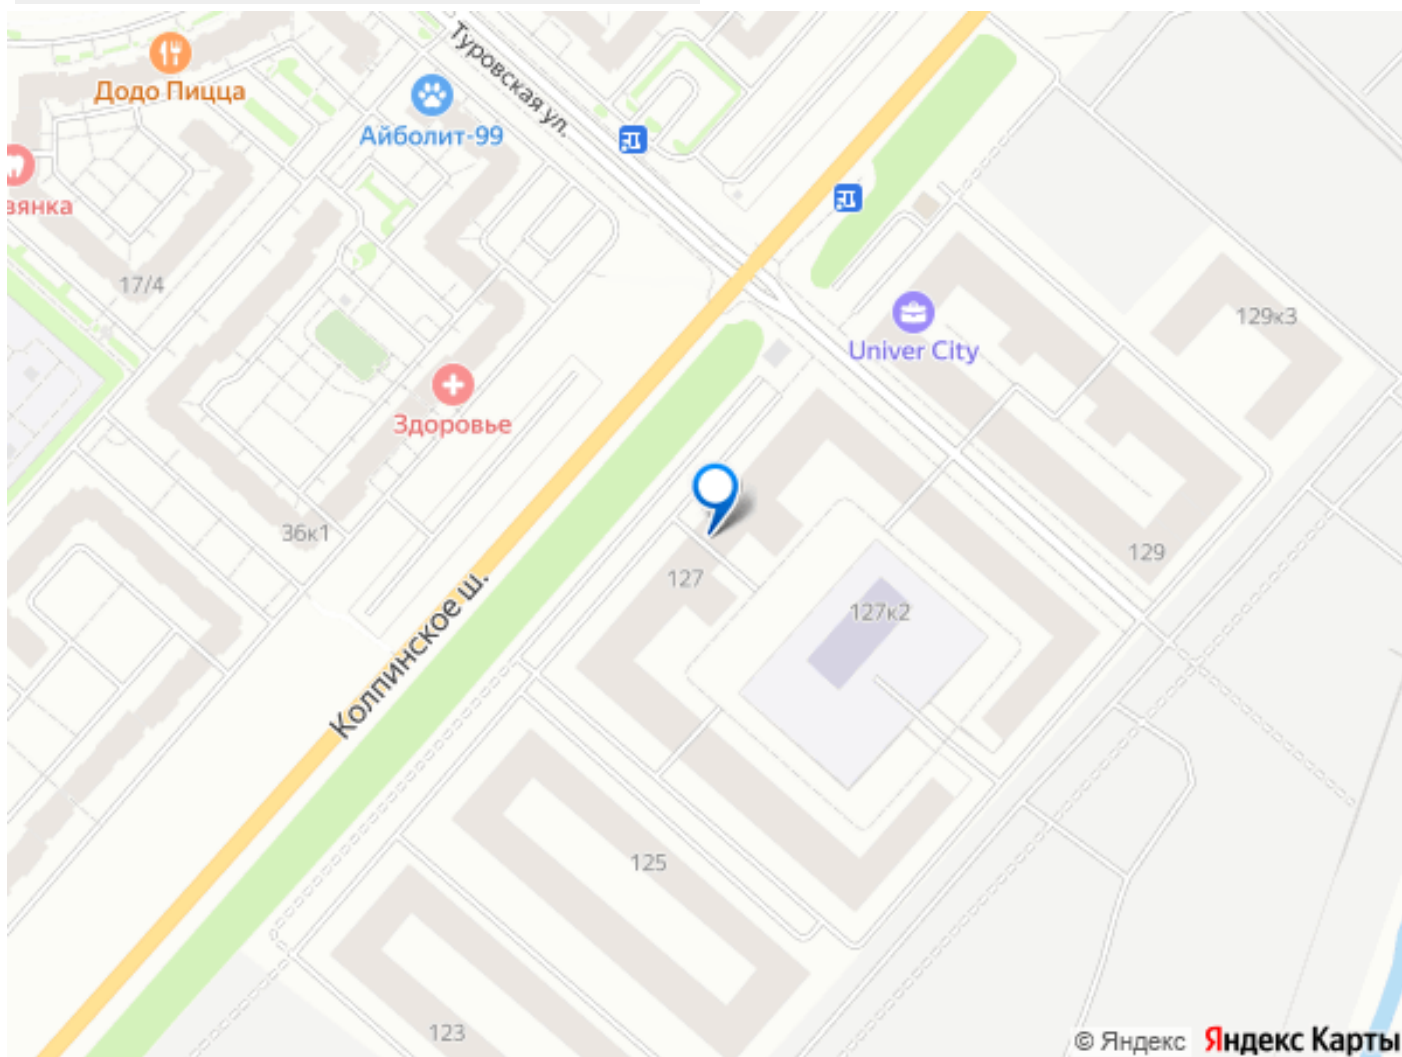 Туровская ул.
Додо Пицца
Айболит-99
вянка
17/4
Univer City
129к3
Здоровье
36к1
129
127
127к2
Колпинское ш.
125
123
© Яндекс Яндекс Карты